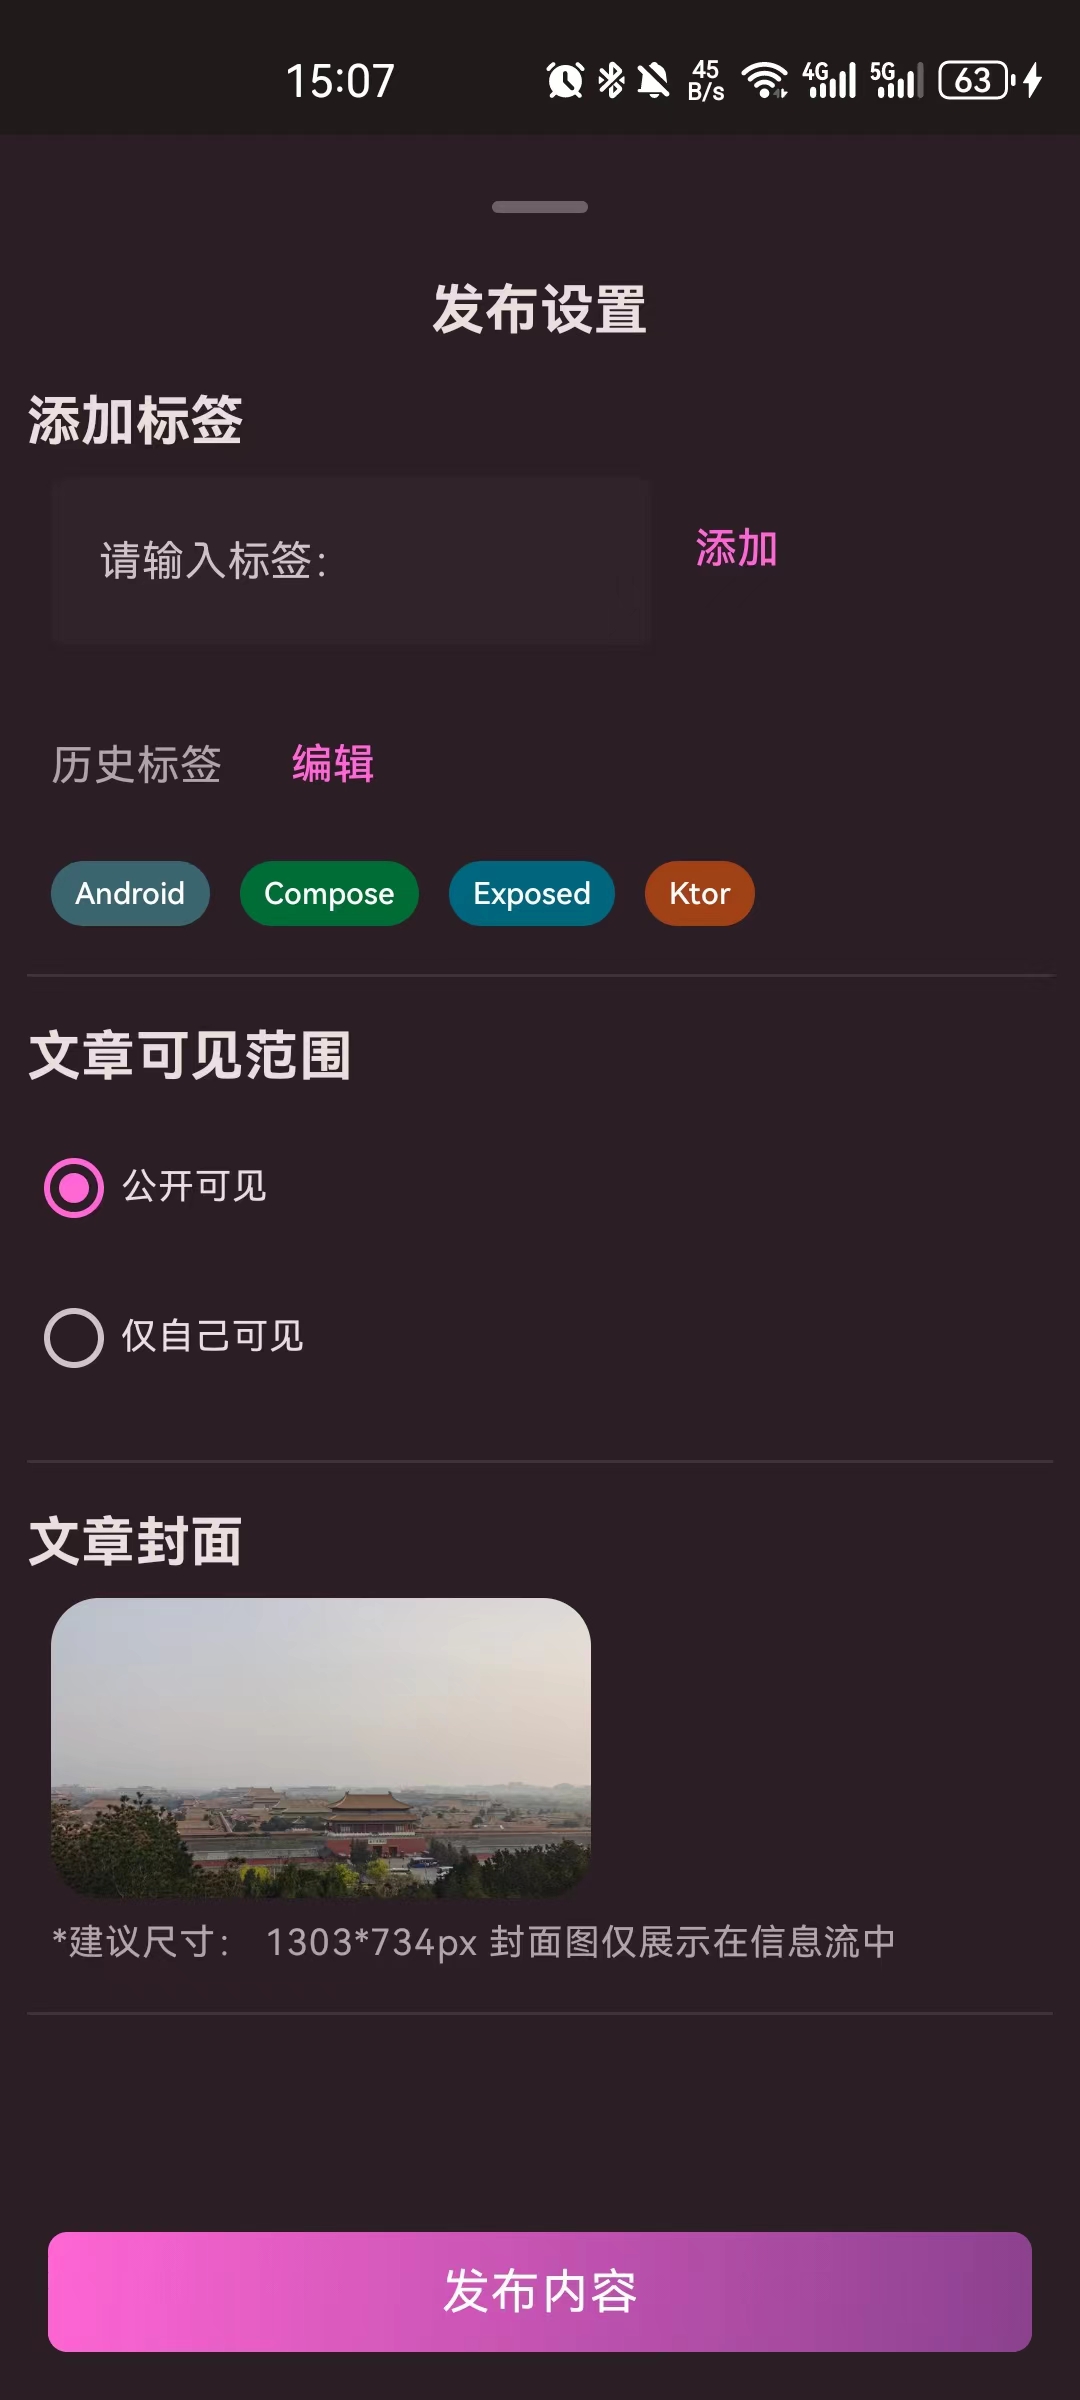 15:07 45 B/s 4G 5G 63
发布设置
添加标签
请输入标签: 添加
历史标签 编辑
Android Compose Exposed Ktor
文章可见范围
公开可见
仅自己可见
文章封面
*建议尺寸: 1303*734px 封面图仅展示在信息流中
发布内容